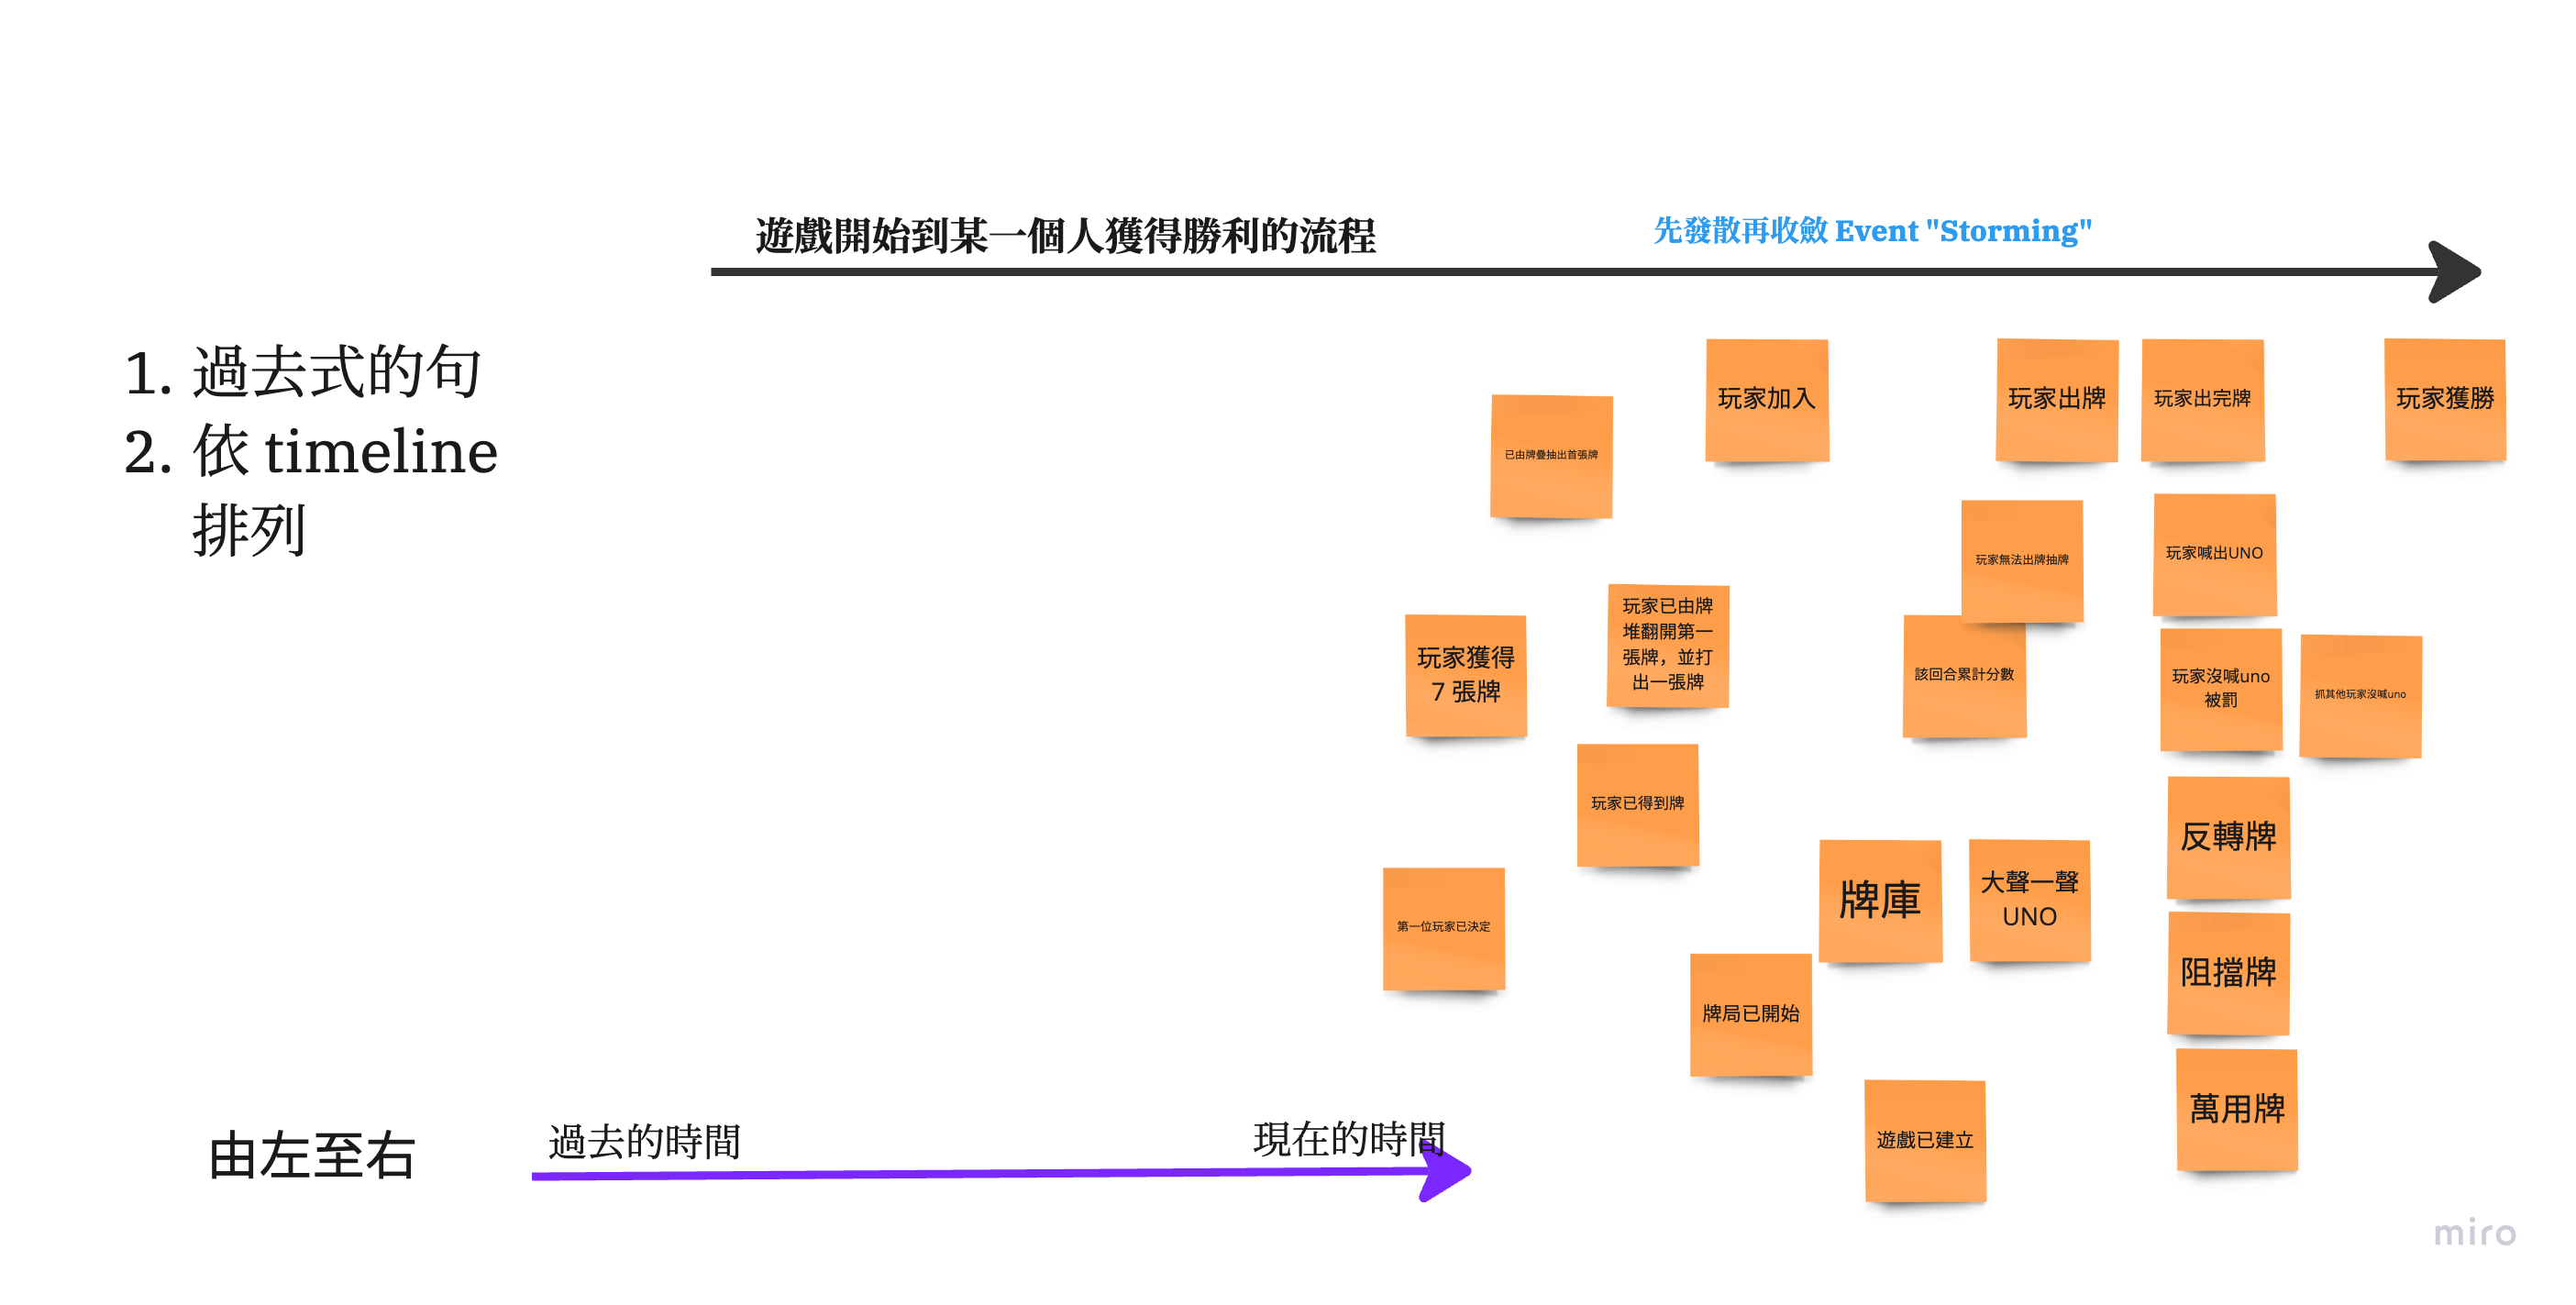 遊戲開始到某一個人獲得勝利的流程
先發散再收斂 Event "Storming"
1. 過去式的句
2. 依 timeline
排列
玩家加入
玩家出牌
玩家出完牌
玩家獲勝
已由牌疊抽出首張牌
玩家無法出牌抽牌
玩家喊出UNO
玩家獲得
7 張牌
玩家已由牌
堆翻開第一
張牌，並打
出一張牌
該回合累計分數
玩家沒喊uno
被罰
抓其他玩家沒喊uno
玩家已得到牌
反轉牌
第一位玩家已決定
牌庫
大聲一聲
UNO
阻擋牌
牌局已開始
萬用牌
遊戲已建立
由左至右
過去的時間
現在的時間
miro